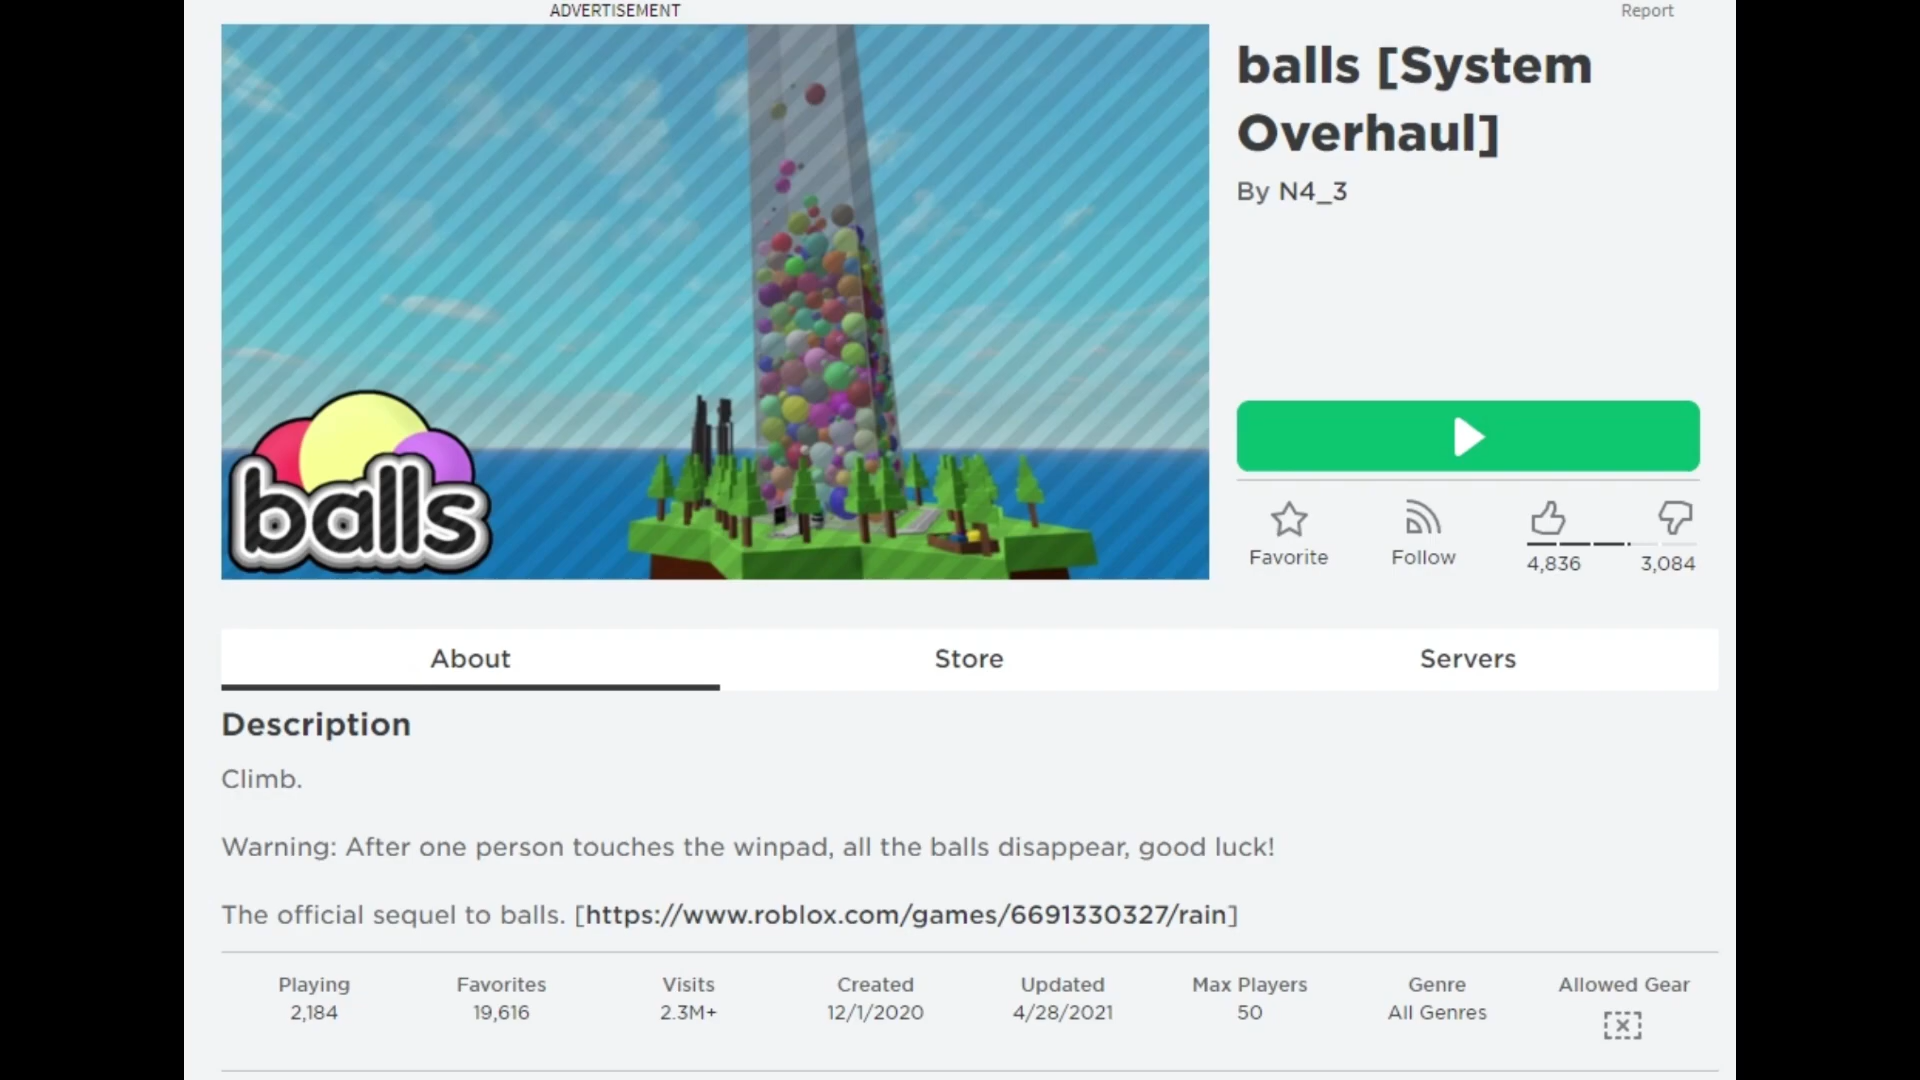 ADVERTISEMENT
Report
balls [System
Overhaul]
By N4_3
balls
Favorite
Follow
4,836
3,084
About
Store
Servers
Description
Climb.
Warning: After one person touches the winpad, all the balls disappear, good luck!
The official sequel to balls. [https://www.roblox.com/games/6691330327/rain]
Playing
Favorites
Visits
Created
Updated
Max Players
Genre
Allowed Gear
2,184
19,616
2.3M+
12/1/2020
4/28/2021
50
All Genres